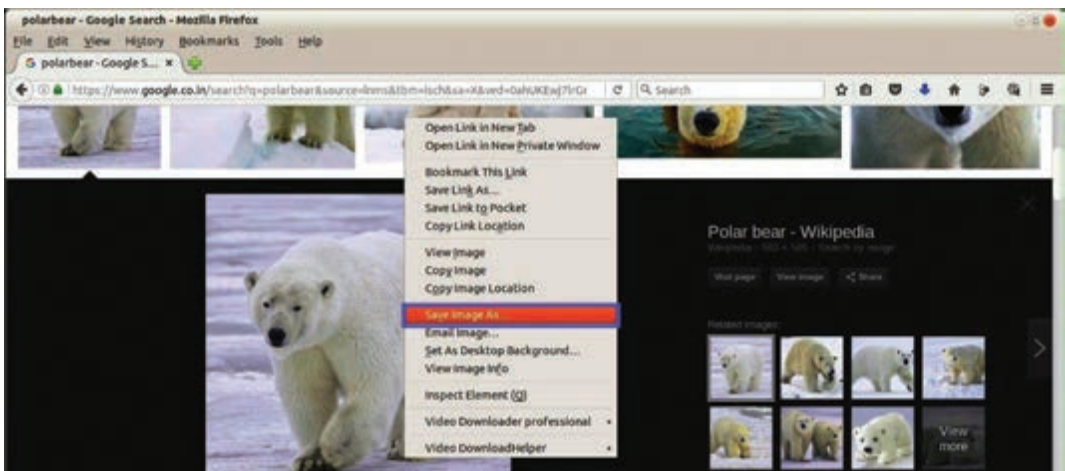 polarbear - Google Search - Mozilla Firefox
File Edit View History Bookmarks Tools Help
G polarbear - Google S... ×
https://www.google.co.in/search?q=polarbear&source=lnms&tbm=isch&sa=X&ved=0ahUKEwj7lrGr
Search
Open Link in New Tab
Open Link in New Private Window
Bookmark This Link
Save Link As...
Save Link to Pocket
Copy Link Location
View Image
Copy Image
Copy Image Location
Save Image As...
Email Image...
Set As Desktop Background...
View Image Info
Inspect Element (Q)
Video Downloader professional
Video DownloadHelper
Polar bear - Wikipedia
Wikipedia - Search by image
Visit page View image Share
Related images:
View
more